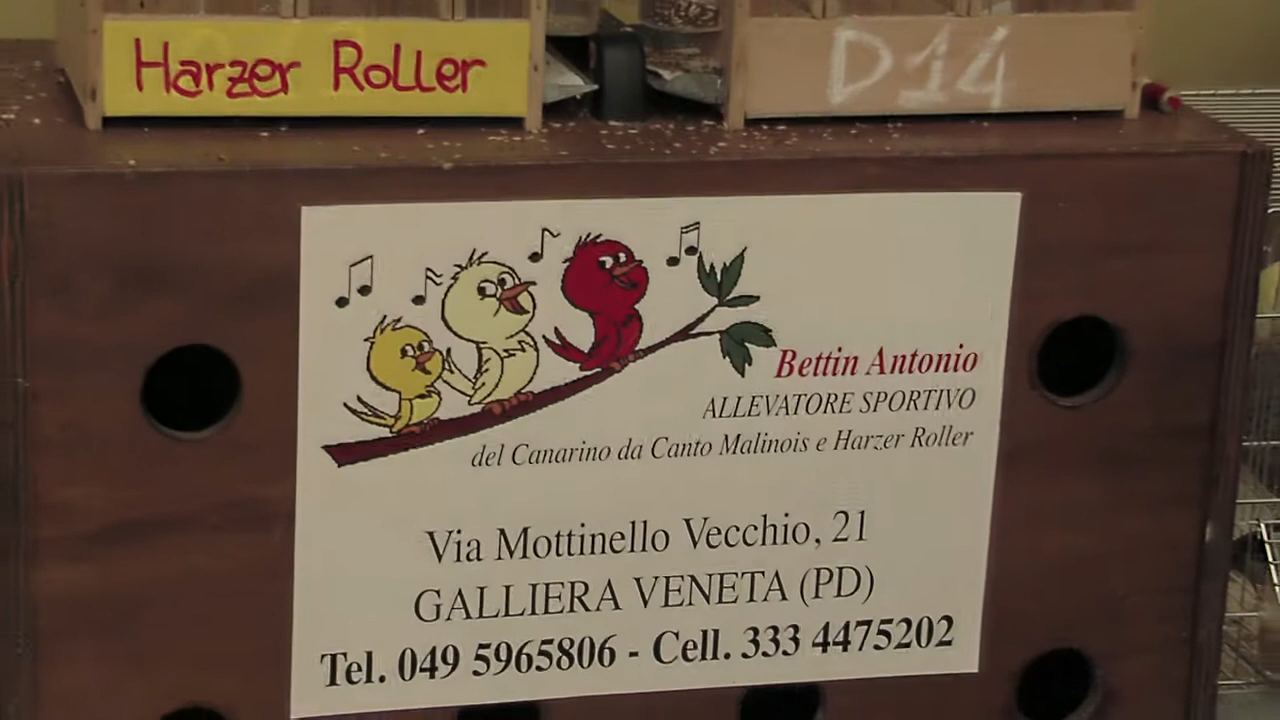 Harzer Roller
D14
Bettin Antonio
ALLEVATORE SPORTIVO
del Canarino da Canto Malinois e Harzer Roller
Via Mottinello Vecchio, 21
GALLIERA VENETA (PD)
Tel. 049 5965806 - Cell. 333 4475202